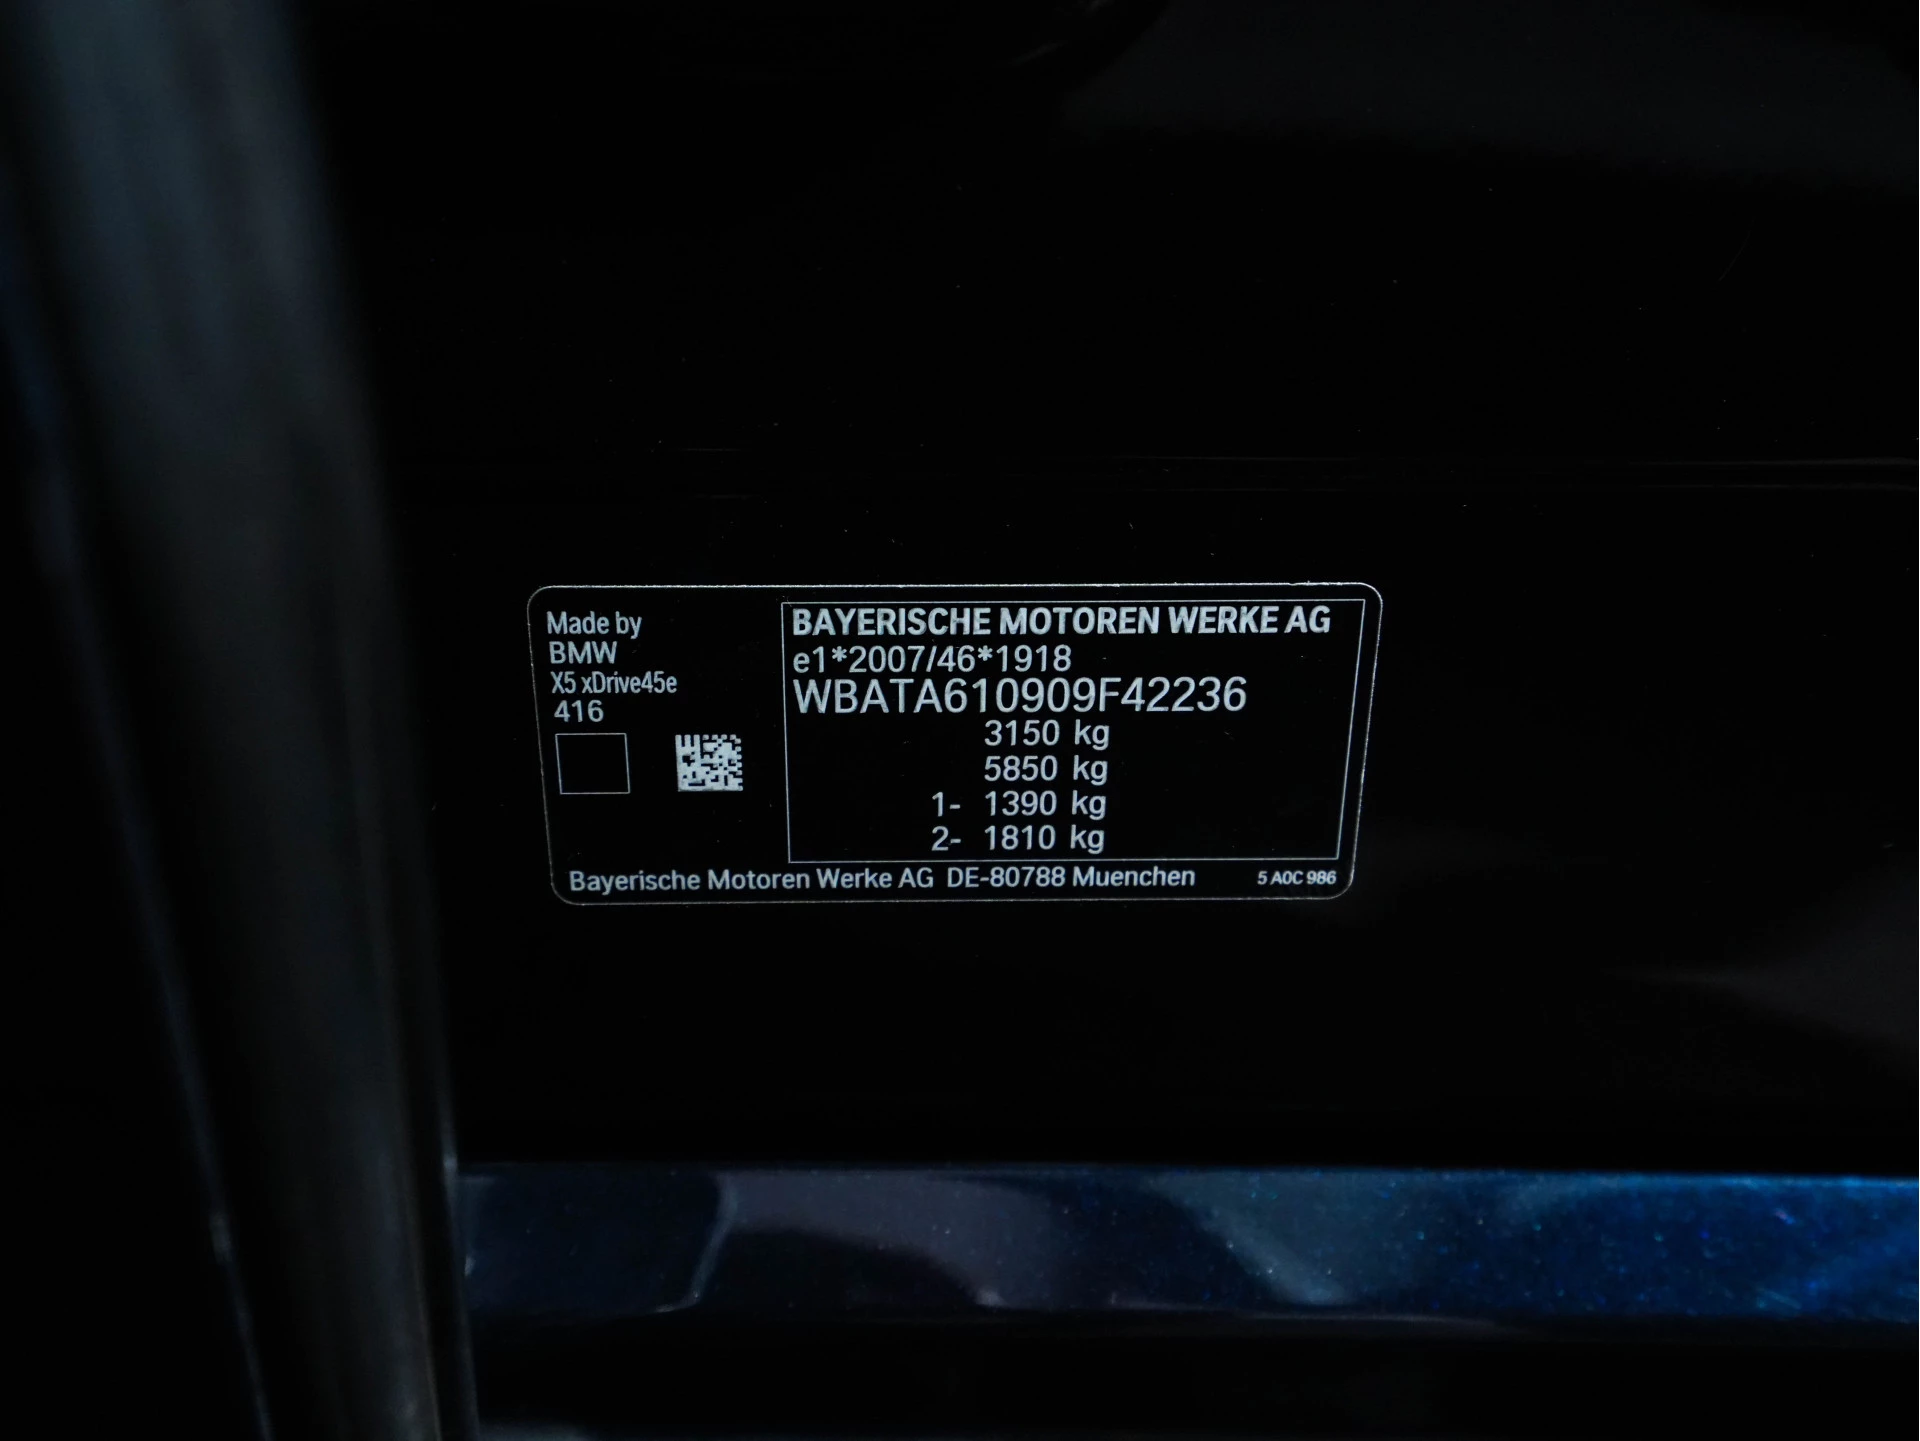 Made by
BMW
X5 xDrive45e
416
BAYERISCHE MOTOREN WERKE AG
e1*2007/46*1918
WBATA610909F42236
3150 kg
5850 kg
1- 1390 kg
2- 1810 kg
Bayerische Motoren Werke AG DE-80788 Muenchen 5 A0C 986